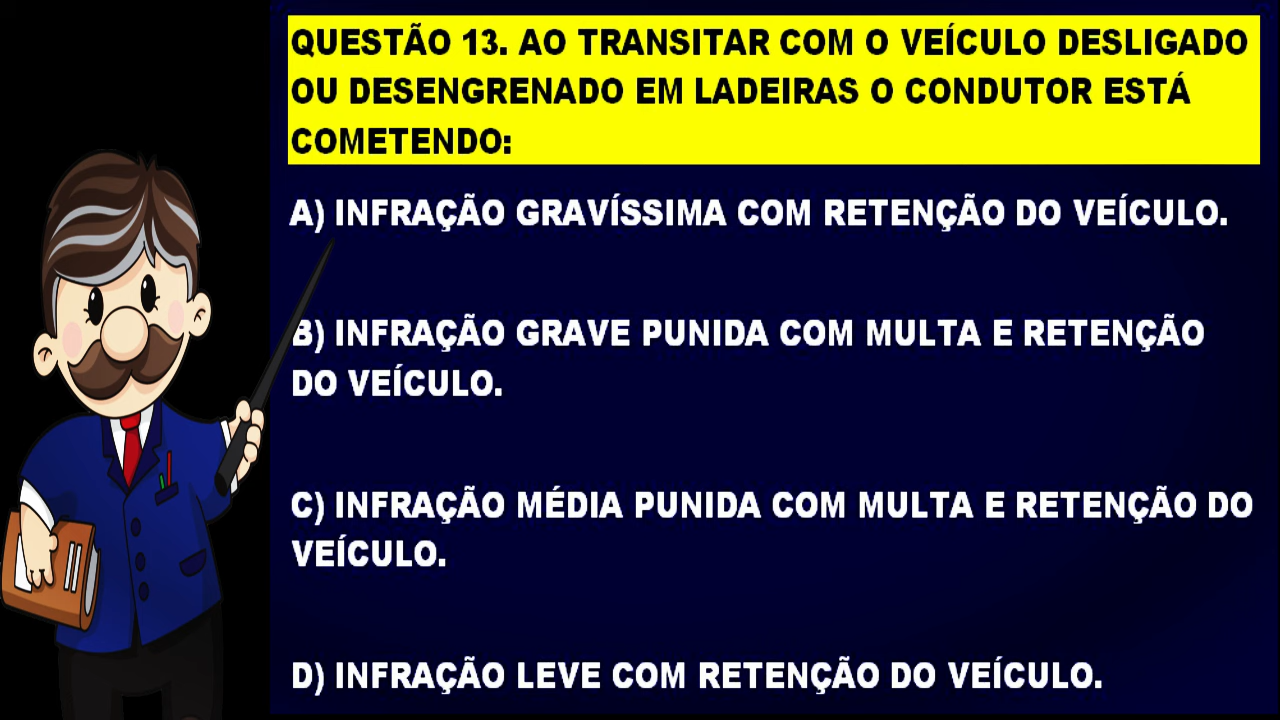 QUESTÃO 13. AO TRANSITAR COM O VEÍCULO DESLIGADO
OU DESENGRENADO EM LADEIRAS O CONDUTOR ESTÁ
COMETENDO:
A) INFRAÇÃO GRAVÍSSIMA COM RETENÇÃO DO VEÍCULO.
B) INFRAÇÃO GRAVE PUNIDA COM MULTA E RETENÇÃO
DO VEÍCULO.
C) INFRAÇÃO MÉDIA PUNIDA COM MULTA E RETENÇÃO DO
VEÍCULO.
D) INFRAÇÃO LEVE COM RETENÇÃO DO VEÍCULO.